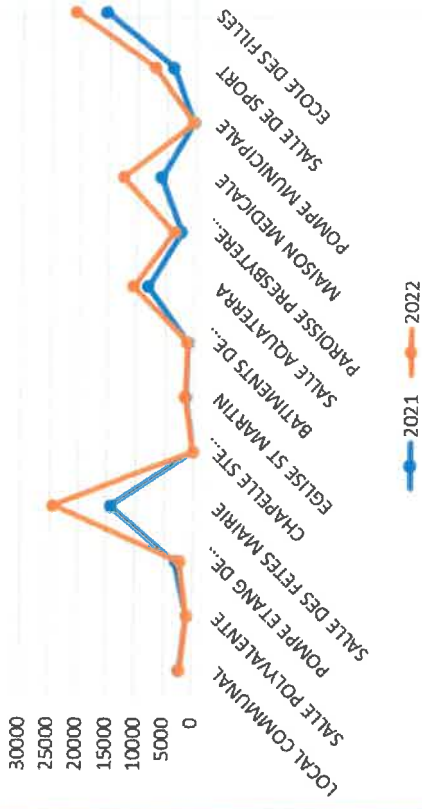 30000
25000
20000
15000
10000
5000
0
LOCAL COMMUNAL
SALLE POLYVALENTE
POMPE ETANG DE...
SALLE DES FETES MAIRIE
CHAPELLE STE...
EGLISE ST MARTIN
BATIMENTS DE...
SALLE AQUATERRA
PAROISSE PRESBYTERE...
MAISON MEDICALE
POMPE MUNICIPALE
SALLE DE SPORT
ECOLE DES FILLES
2021
2022